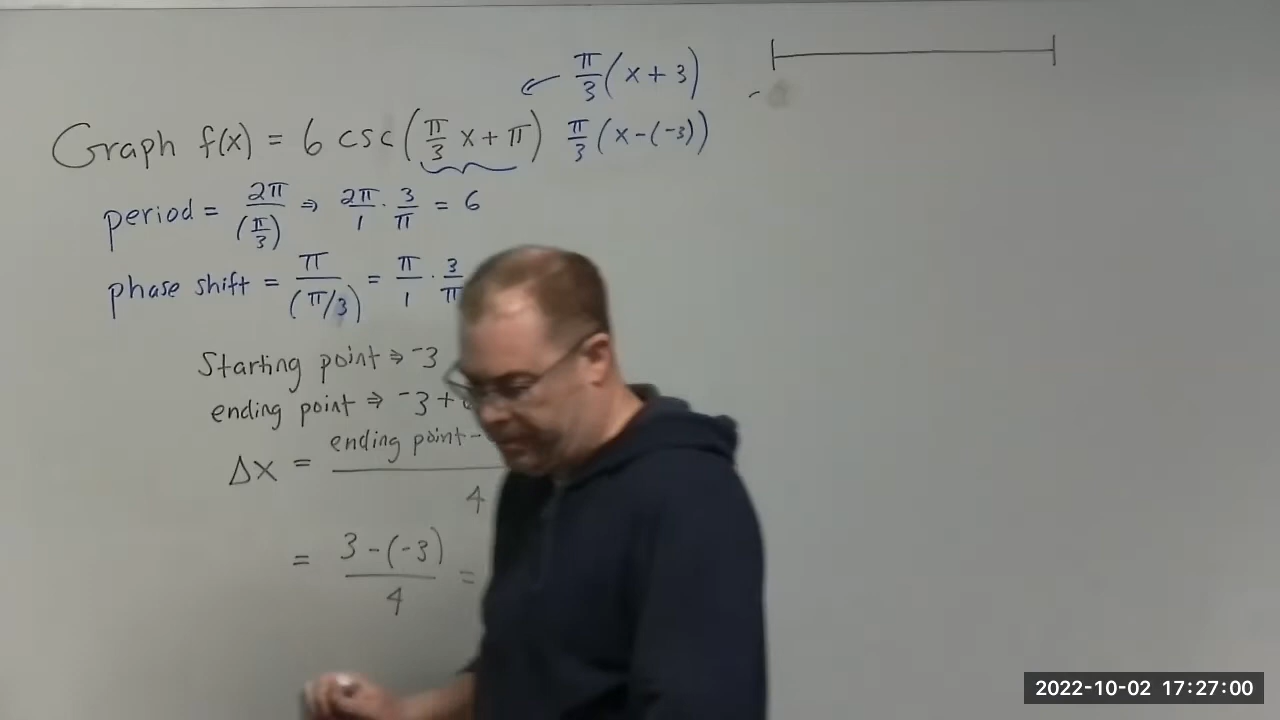 π/3 (x + 3)
Graph f(x) = 6 csc(π/3 x + π) π/3 (x-(-3))
period = 2π/(π/3) ⇒ 2π/1 · 3/π = 6
phase shift = π/(π/3) = π/1 · 3/π
Starting point ⇒ -3
ending point ⇒ -3 +
Δx = ending point - / 4
= 3-(-3)/4 =
2022-10-02 17:27:00